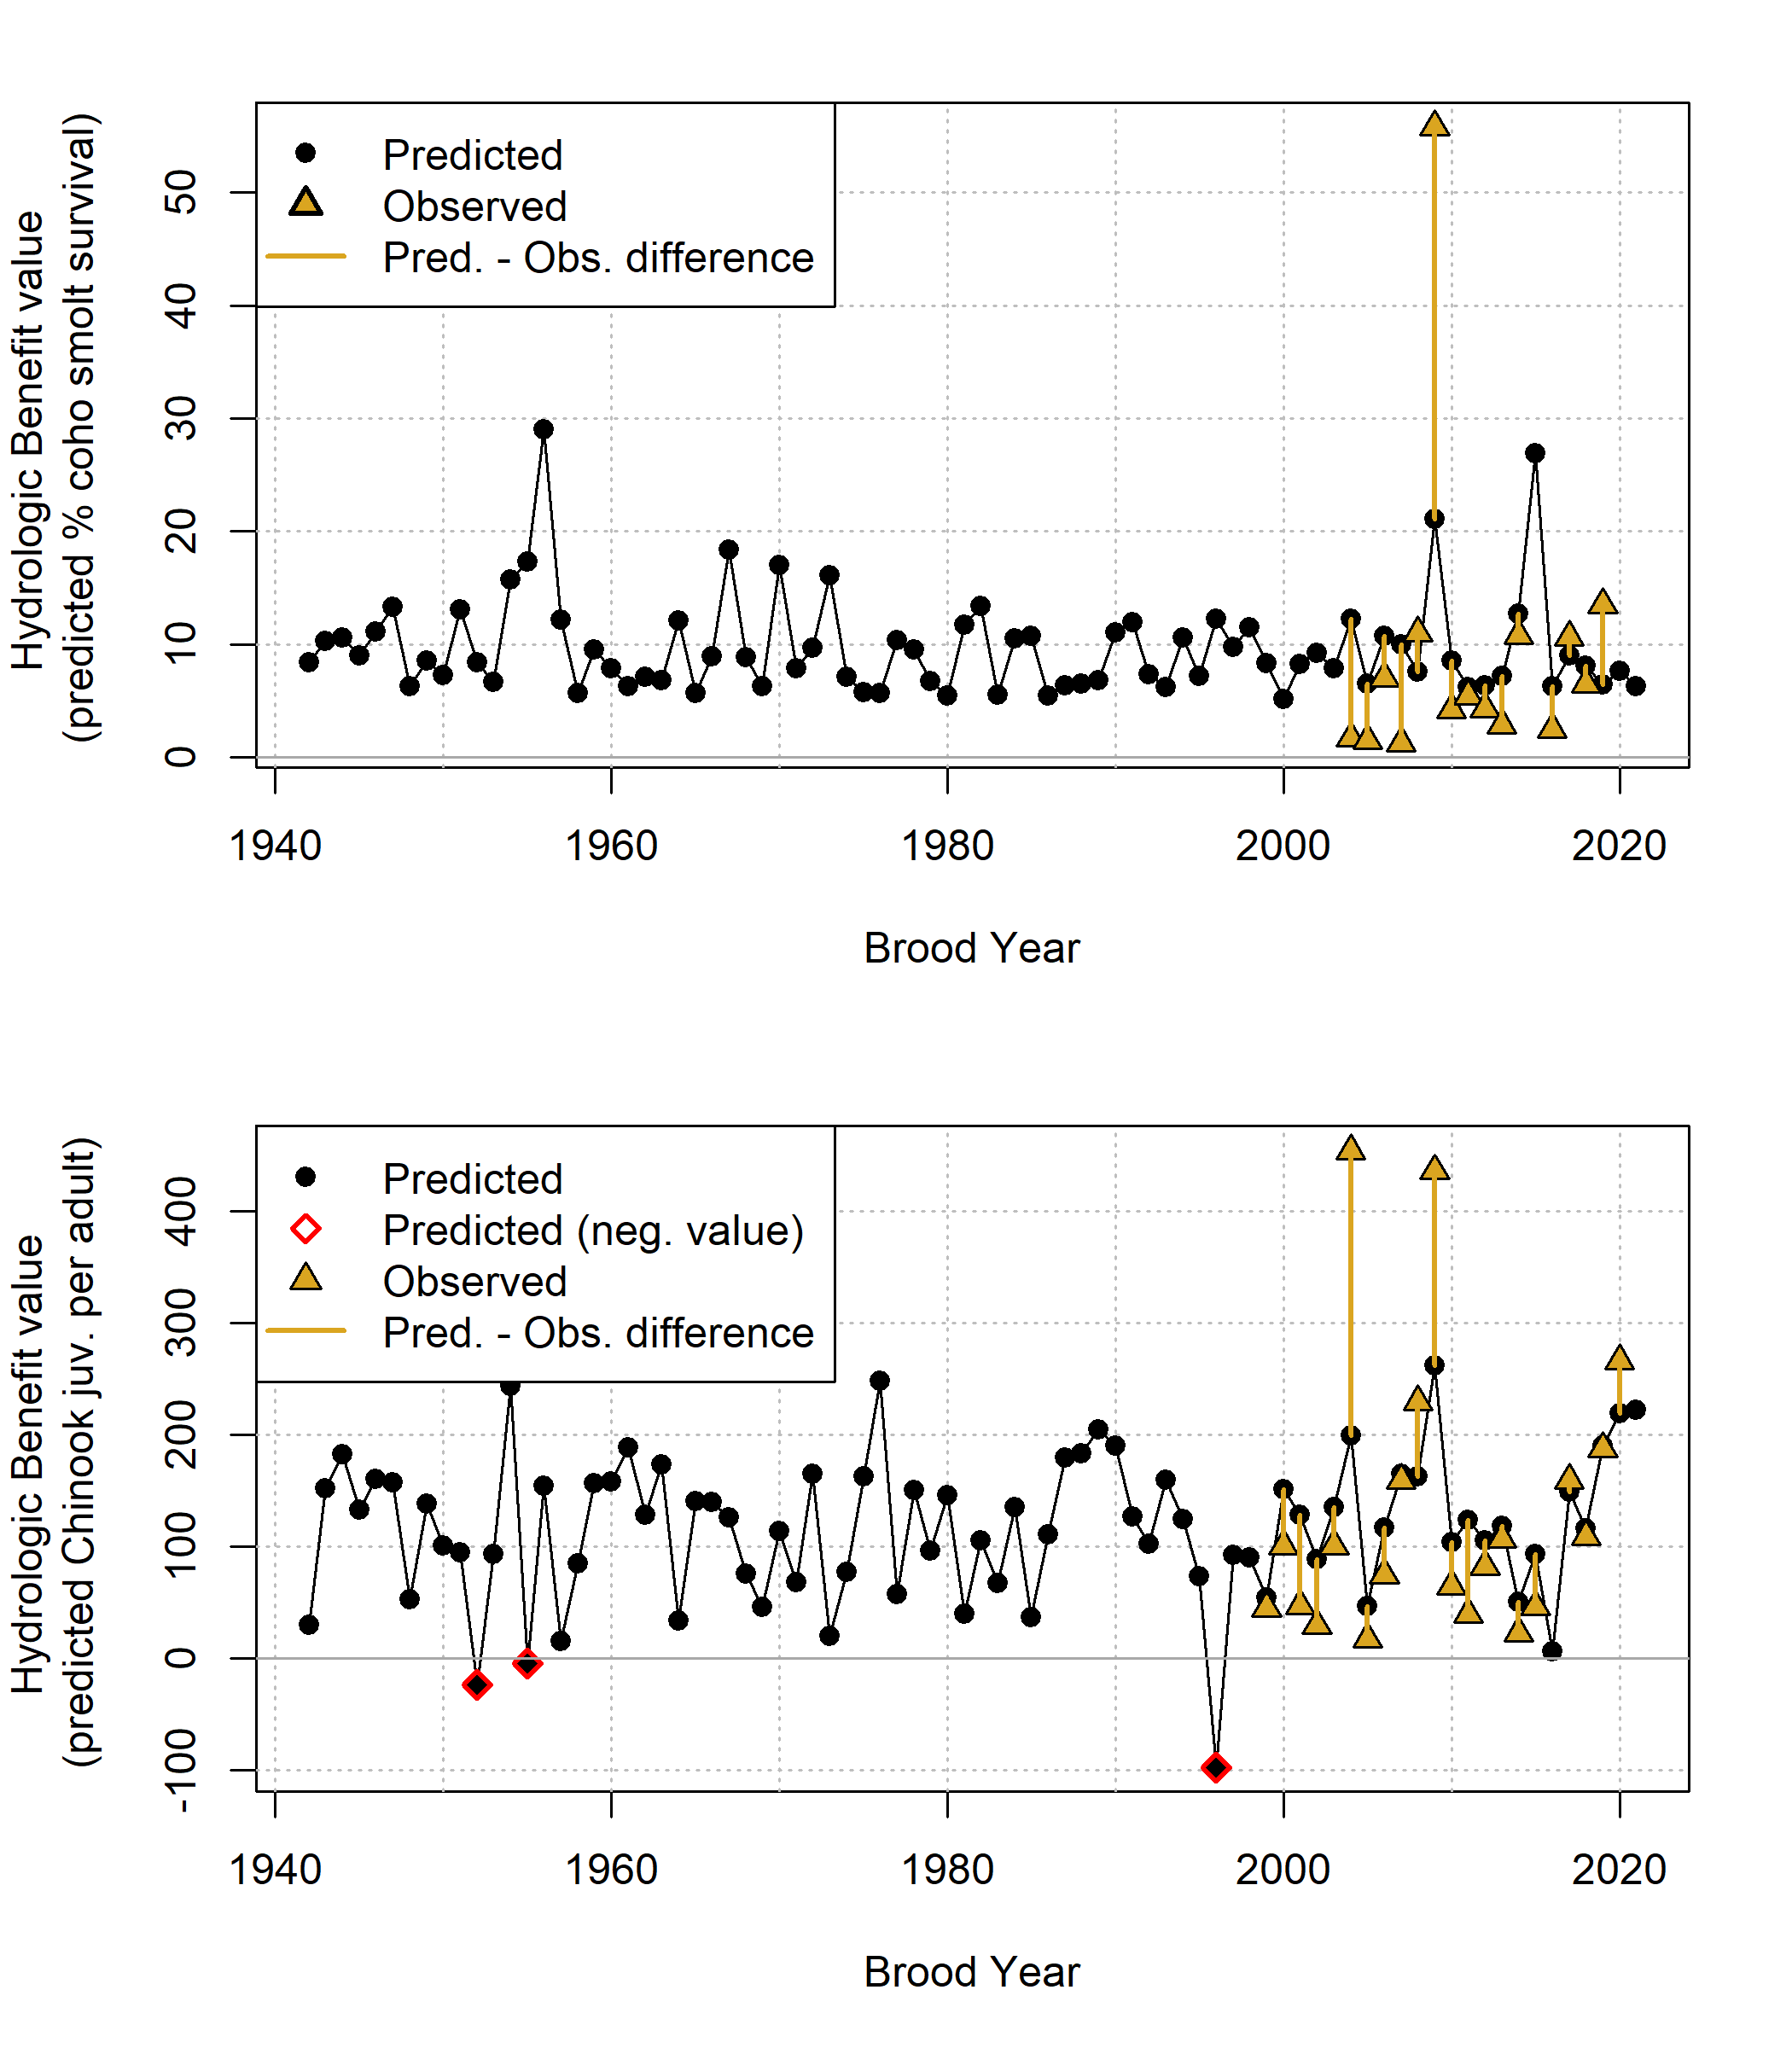 Hydrologic Benefit value
(predicted % coho smolt survival)
50
40
30
20
10
0
Predicted
Observed
Pred. - Obs. difference
1940 1960 1980 2000 2020
Brood Year
Hydrologic Benefit value
(predicted Chinook juv. per adult)
400
300
200
100
0
-100
Predicted
Predicted (neg. value)
Observed
Pred. - Obs. difference
1940 1960 1980 2000 2020
Brood Year